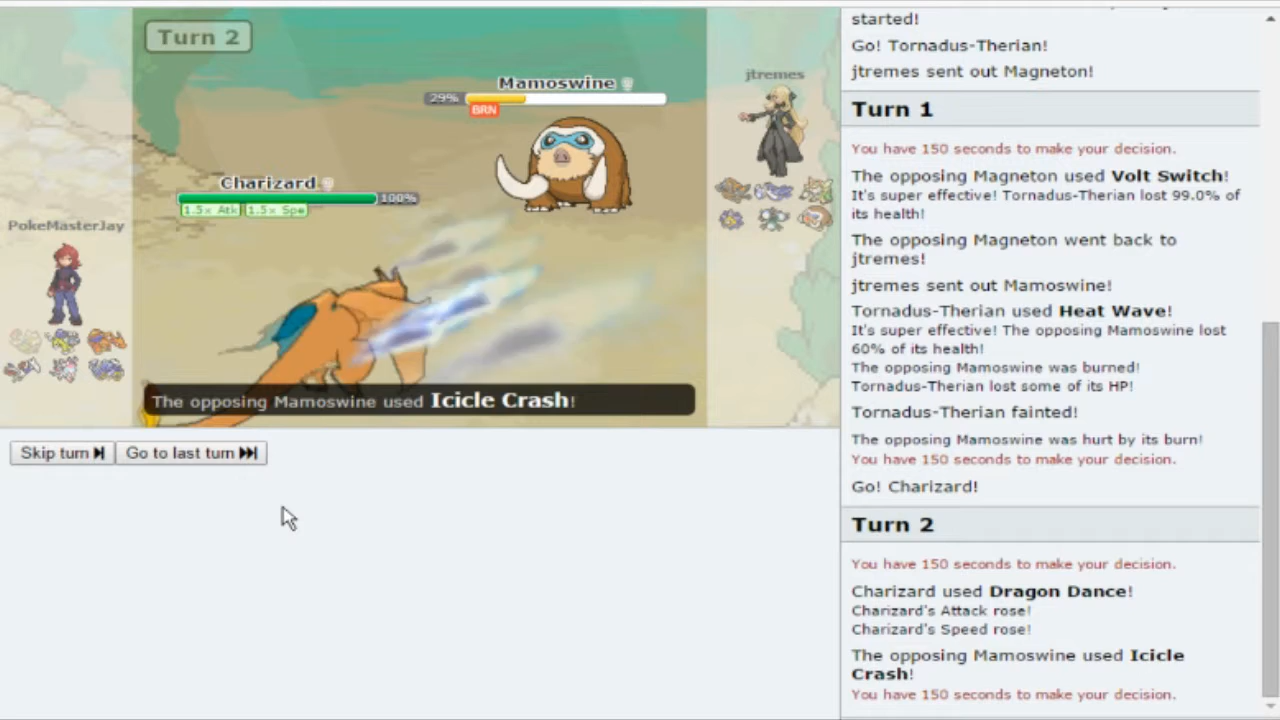 Turn 2
Mamoswine
29%
BRN
Charizard
100%
1.5x Atk 1.5x Spe
PokeMasterJay
jtremes
The opposing Mamoswine used Icicle Crash!
Skip turn
Go to last turn
started!
Go! Tornadus-Therian!
jtremes sent out Magneton!
Turn 1
You have 150 seconds to make your decision.
The opposing Magneton used Volt Switch!
It's super effective! Tornadus-Therian lost 99.0% of
its health!
The opposing Magneton went back to
jtremes!
jtremes sent out Mamoswine!
Tornadus-Therian used Heat Wave!
It's super effective! The opposing Mamoswine lost
60% of its health!
The opposing Mamoswine was burned!
Tornadus-Therian lost some of its HP!
Tornadus-Therian fainted!
The opposing Mamoswine was hurt by its burn!
You have 150 seconds to make your decision.
Go! Charizard!
Turn 2
You have 150 seconds to make your decision.
Charizard used Dragon Dance!
Charizard's Attack rose!
Charizard's Speed rose!
The opposing Mamoswine used Icicle
Crash!
You have 150 seconds to make your decision.